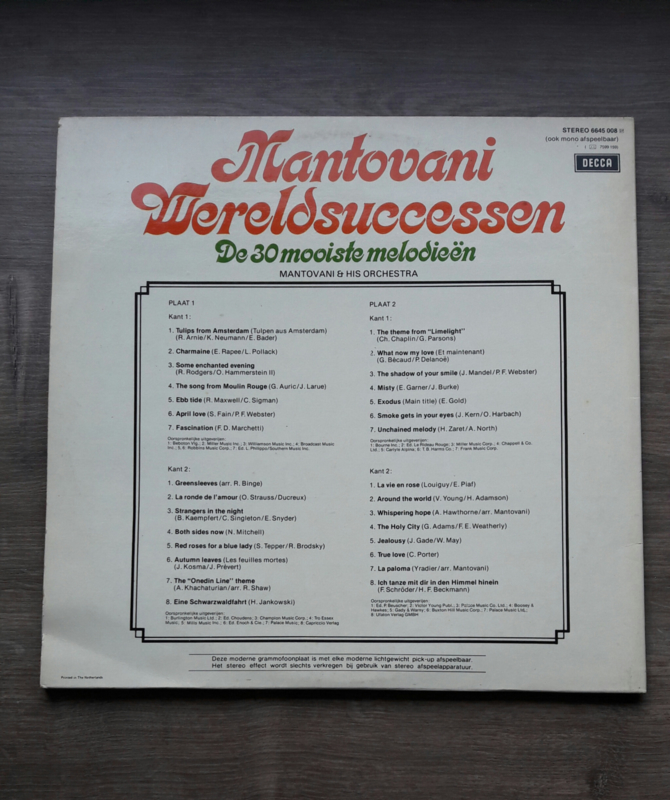 STEREO 6645 008
(ook mono afspeelbaar)
DECCA
Mantovani
Wereldsuccessen
De 30 mooiste melodieën
MANTOVANI & HIS ORCHESTRA
PLAAT 1
Kant 1:
1. Tulips from Amsterdam (Tulpen aus Amsterdam)
(R. Arnie/K. Neumann/E. Bader)
2. Charmaine (E. Rapee/L. Pollack)
3. Some enchanted evening
(R. Rodgers/O. Hammerstein II)
4. The song from Moulin Rouge (G. Auric/J. Larue)
5. Ebb tide (R. Maxwell/C. Sigman)
6. April love (S. Fain/P.F. Webster)
7. Fascination (F.D. Marchetti)
Oorspronkelijke uitgeverijen:
Kant 2:
1. Greensleeves (arr. R. Binge)
2. La ronde de l'amour (O. Strauss/Ducreux)
3. Strangers in the night
(B. Kaempfert/C. Singleton/E. Snyder)
4. Both sides now (N. Mitchell)
5. Red roses for a blue lady (S. Tepper/R. Brodsky)
6. Autumn leaves (Les feuilles mortes)
(J. Kosma/J. Prévert)
7. The "Onedin Line" theme
(A. Khachaturian/arr. R. Shaw)
8. Eine Schwarzwaldfahrt (H. Jankowski)
Oorspronkelijke uitgeverijen:
PLAAT 2
Kant 1:
1. The theme from "Limelight"
(Ch. Chaplin/G. Parsons)
2. What now my love (Et maintenant)
(G. Bécaud/P. Delanoë)
3. The shadow of your smile (J. Mandel/P.F. Webster)
4. Misty (E. Garner/J. Burke)
5. Exodus (Main title) (E. Gold)
6. Smoke gets in your eyes (J. Kern/O. Harbach)
7. Unchained melody (H. Zaret/A. North)
Oorspronkelijke uitgeverijen:
Kant 2:
1. La vie en rose (Louiguy/E. Piaf)
2. Around the world (V. Young/H. Adamson)
3. Whispering hope (A. Hawthorne/arr. Mantovani)
4. The Holy City (G. Adams/F.E. Weatherly)
5. Jealousy (J. Gade/W. May)
6. True love (C. Porter)
7. La paloma (Yradier/arr. Mantovani)
8. Ich tanze mit dir in den Himmel hinein
(F. Schröder/H.F. Beckmann)
Oorspronkelijke uitgeverijen:
Deze moderne grammofoonplaat is met elke moderne lichtgewicht pick-up afspeelbaar.
Het stereo effect wordt slechts verkregen bij gebruik van stereo afspeelapparatuur.
Printed in The Netherlands